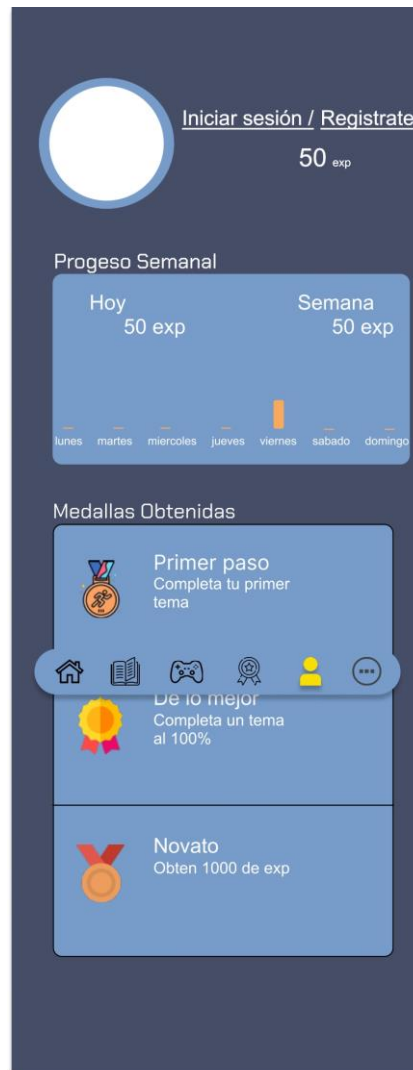 Iniciar sesión / Registrate
50 exp
Progeso Semanal
Hoy Semana
50 exp 50 exp
lunes martes miercoles jueves viernes sabado domingo
Medallas Obtenidas
Primer paso
Completa tu primer
tema
De lo mejor
Completa un tema
al 100%
Novato
Obten 1000 de exp